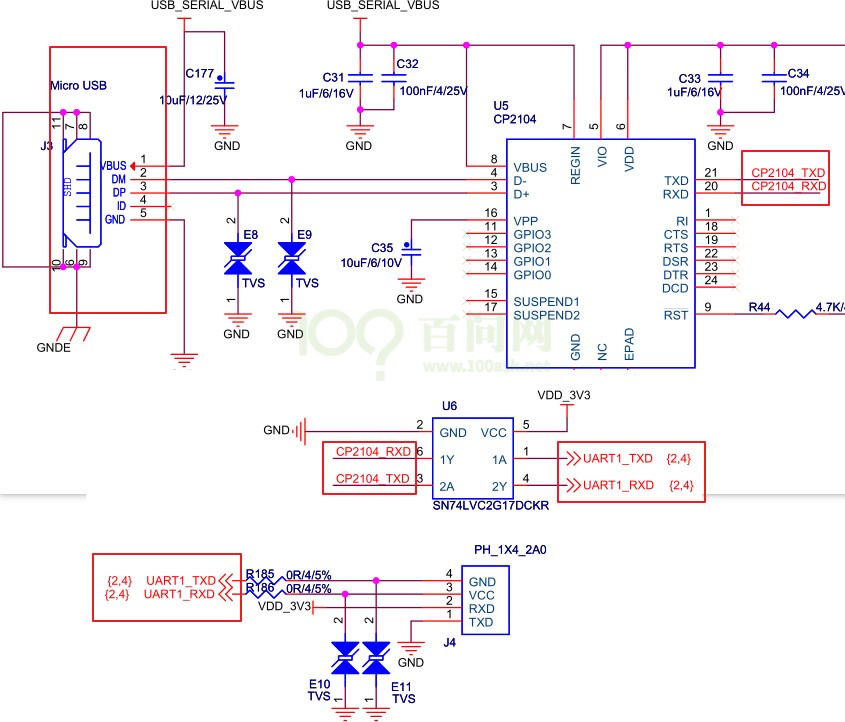 USB_SERIAL_VBUS
USB_SERIAL_VBUS
Micro USB
C177
10uF/12/25V
GND
C31
1uF/6/16V
C32
100nF/4/25V
GND
U5
CP2104
C33
1uF/6/16V
C34
100nF/4/25V
GND
J3
11
7
8
SHD
10
6
9
VBUS 1
DM 2
DP 3
ID 4
GND 5
GNDE
2
E8
TVS
1
GND
2
E9
TVS
1
GND
C35
10uF/6/10V
GND
7
5
6
REGIN
VIO
VDD
8 VBUS
4 D-
3 D+
16 VPP
11 GPIO3
12 GPIO2
13 GPIO1
14 GPIO0
15 SUSPEND1
17 SUSPEND2
GND
NC
EPAD
TXD 21 CP2104_TXD
RXD 20 CP2104_RXD
RI 1
CTS 18
RTS 19
DSR 22
DTR 23
DCD 24
RST 9
R44 4.7K/
100?
百问网
www.100ask.net
VDD_3V3
U6
GND 2 GND VCC 5
CP2104_RXD 6 1Y 1A 1 UART1_TXD {2,4}
CP2104_TXD 3 2A 2Y 4 UART1_RXD {2,4}
SN74LVC2G17DCKR
PH_1X4_2A0
{2,4} UART1_TXD R185 0R/4/5% 4 GND
{2,4} UART1_RXD R186 0R/4/5% 3 VCC
VDD_3V3 2 RXD
1 TXD
J4
GND
2
2
E10
TVS
E11
TVS
1
1